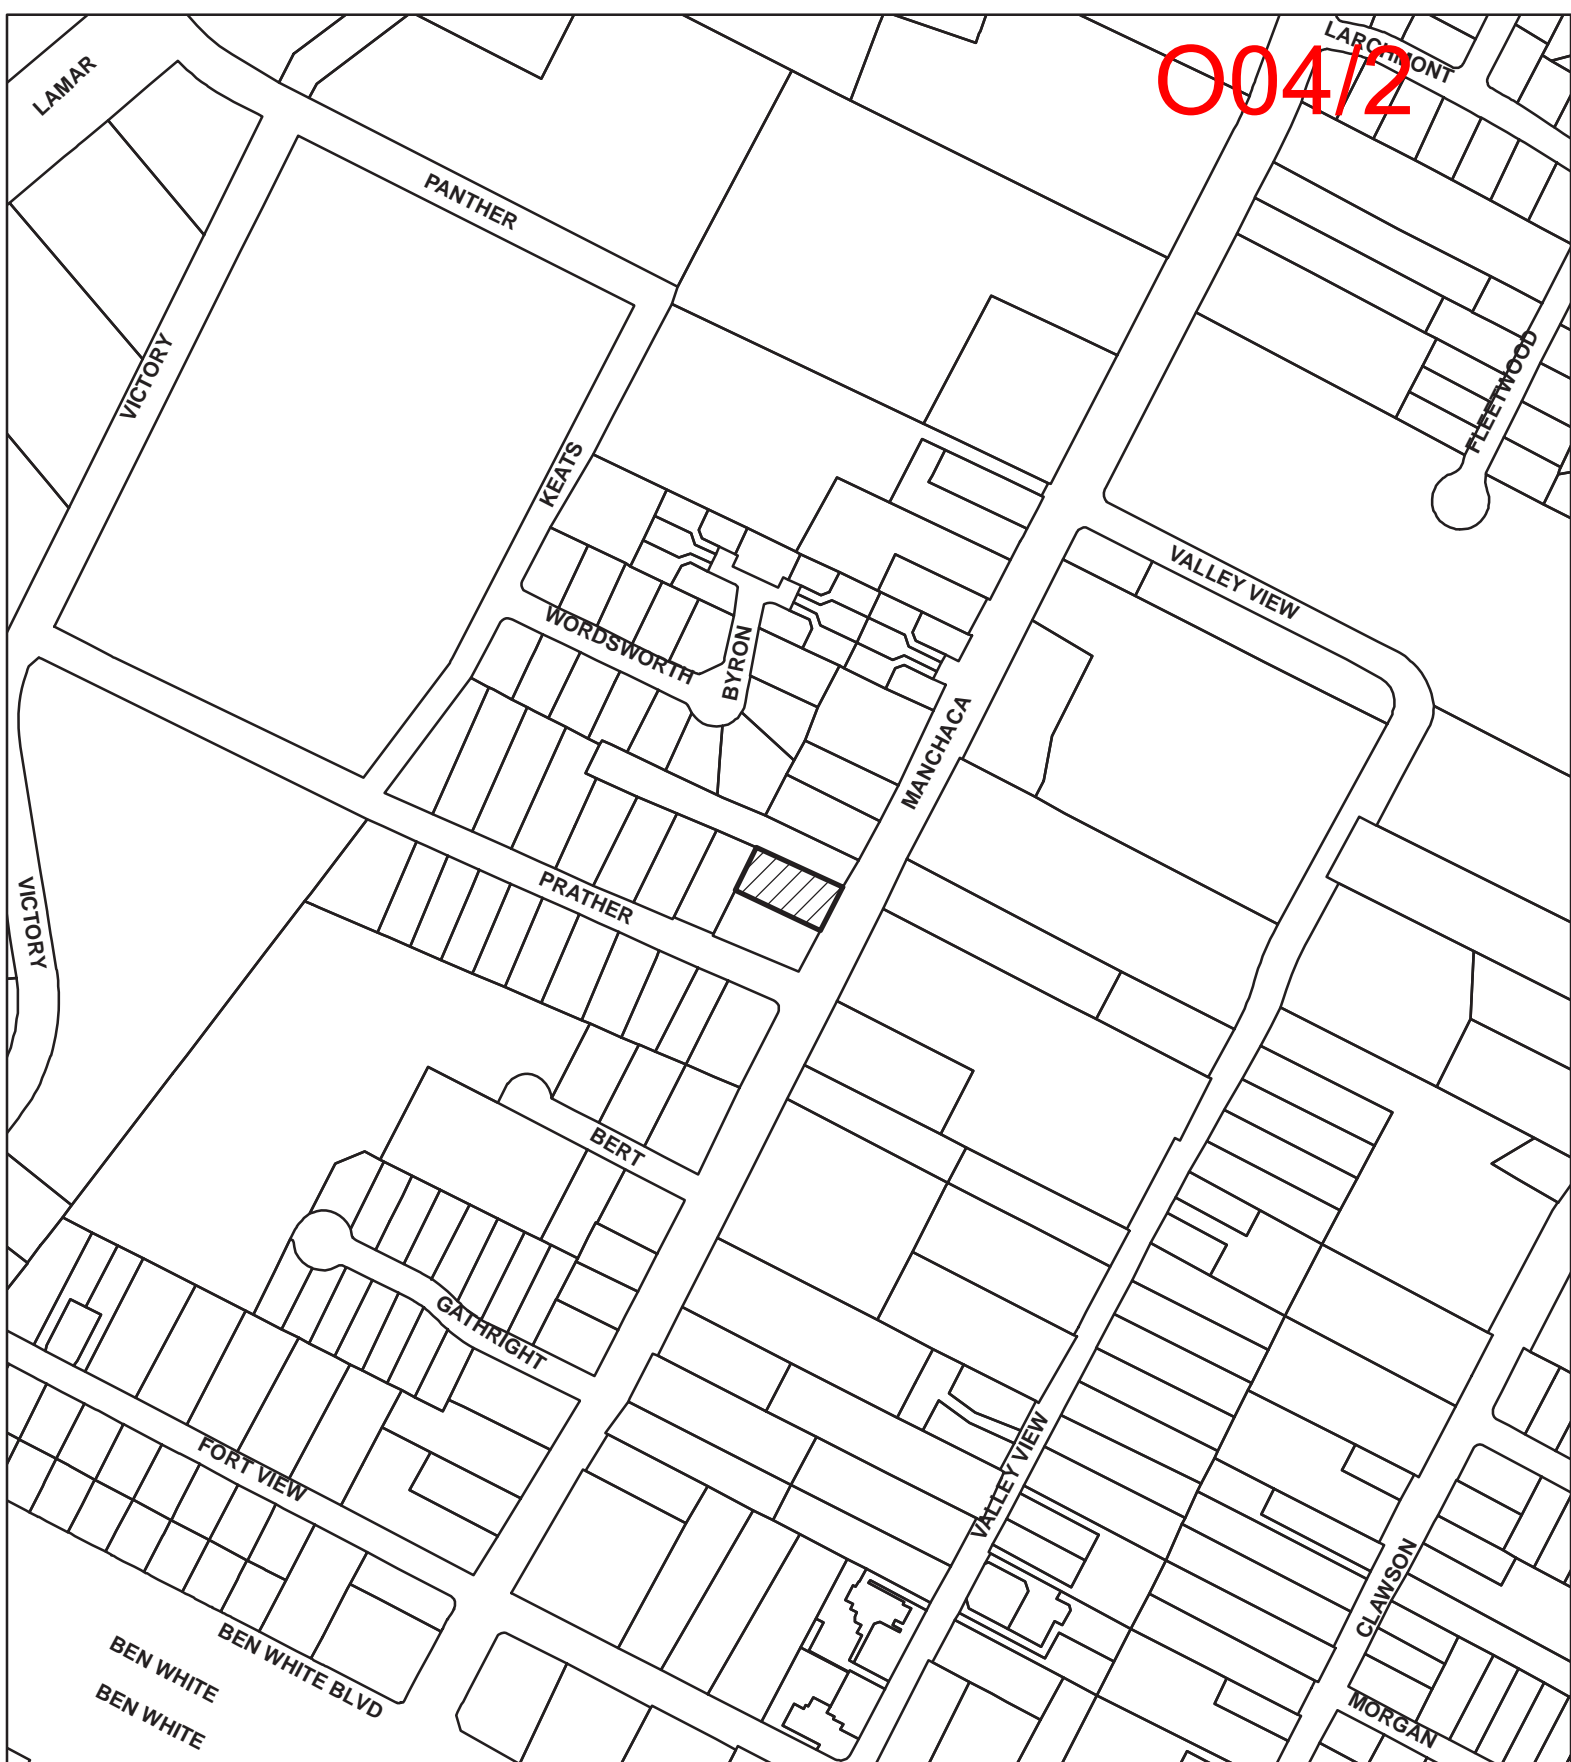 LARCHMONT
O04/2
LAMAR
PANTHER
VICTORY
FLEETWOOD
KEATS
VALLEY VIEW
WORDSWORTH
BYRON
MANCHACA
PRATHER
VICTORY
BERT
GATHRIGHT
VALLEY VIEW
FORT VIEW
CLAWSON
BEN WHITE BLVD
BEN WHITE
BEN WHITE
MORGAN